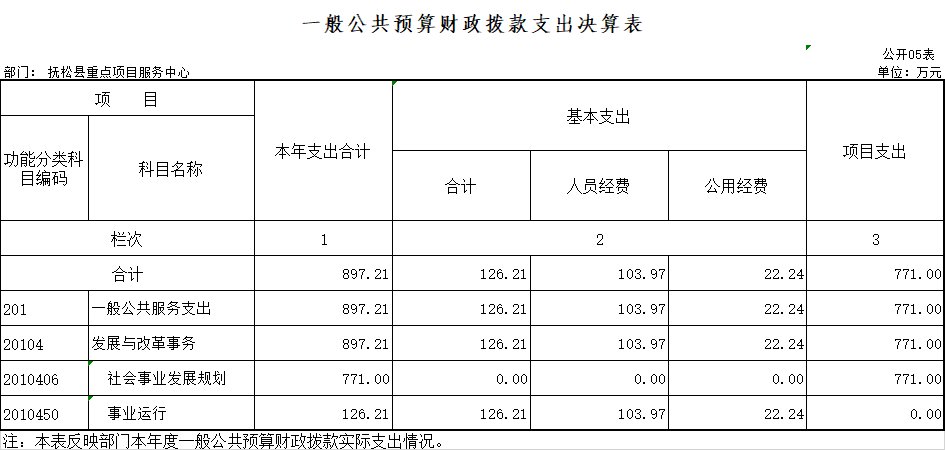 一般公共预算财政拨款支出决算表
公开05表
部门： 抚松县重点项目服务中心 单位：万元
项 目 本年支出合计 基本支出 项目支出
功能分类科目编码 科目名称 合计 人员经费 公用经费
栏次 1 2 3
合计 897.21 126.21 103.97 22.24 771.00
201 一般公共服务支出 897.21 126.21 103.97 22.24 771.00
20104 发展与改革事务 897.21 126.21 103.97 22.24 771.00
2010406 社会事业发展规划 771.00 0.00 0.00 0.00 771.00
2010450 事业运行 126.21 126.21 103.97 22.24 0.00
注：本表反映部门本年度一般公共预算财政拨款实际支出情况。